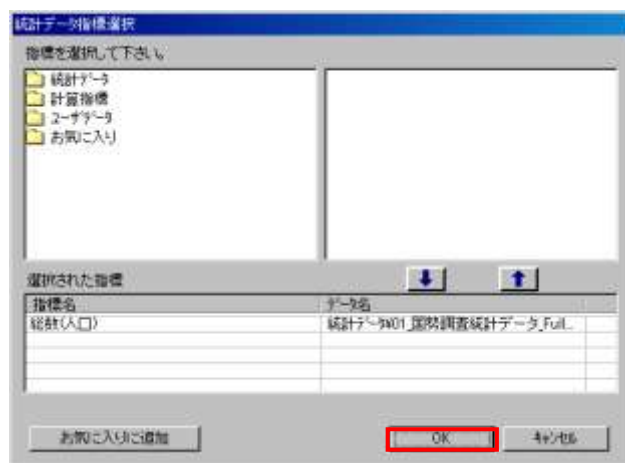 統計データ指標選択
指標を選択して下さい。
統計データ
計算指標
ユーザデータ
お気に入り
選択された指標
指標名 データ名
総数(人口) 統計データ¥01_国勢調査統計データ_Full...
お気に入りに追加 OK キャンセル